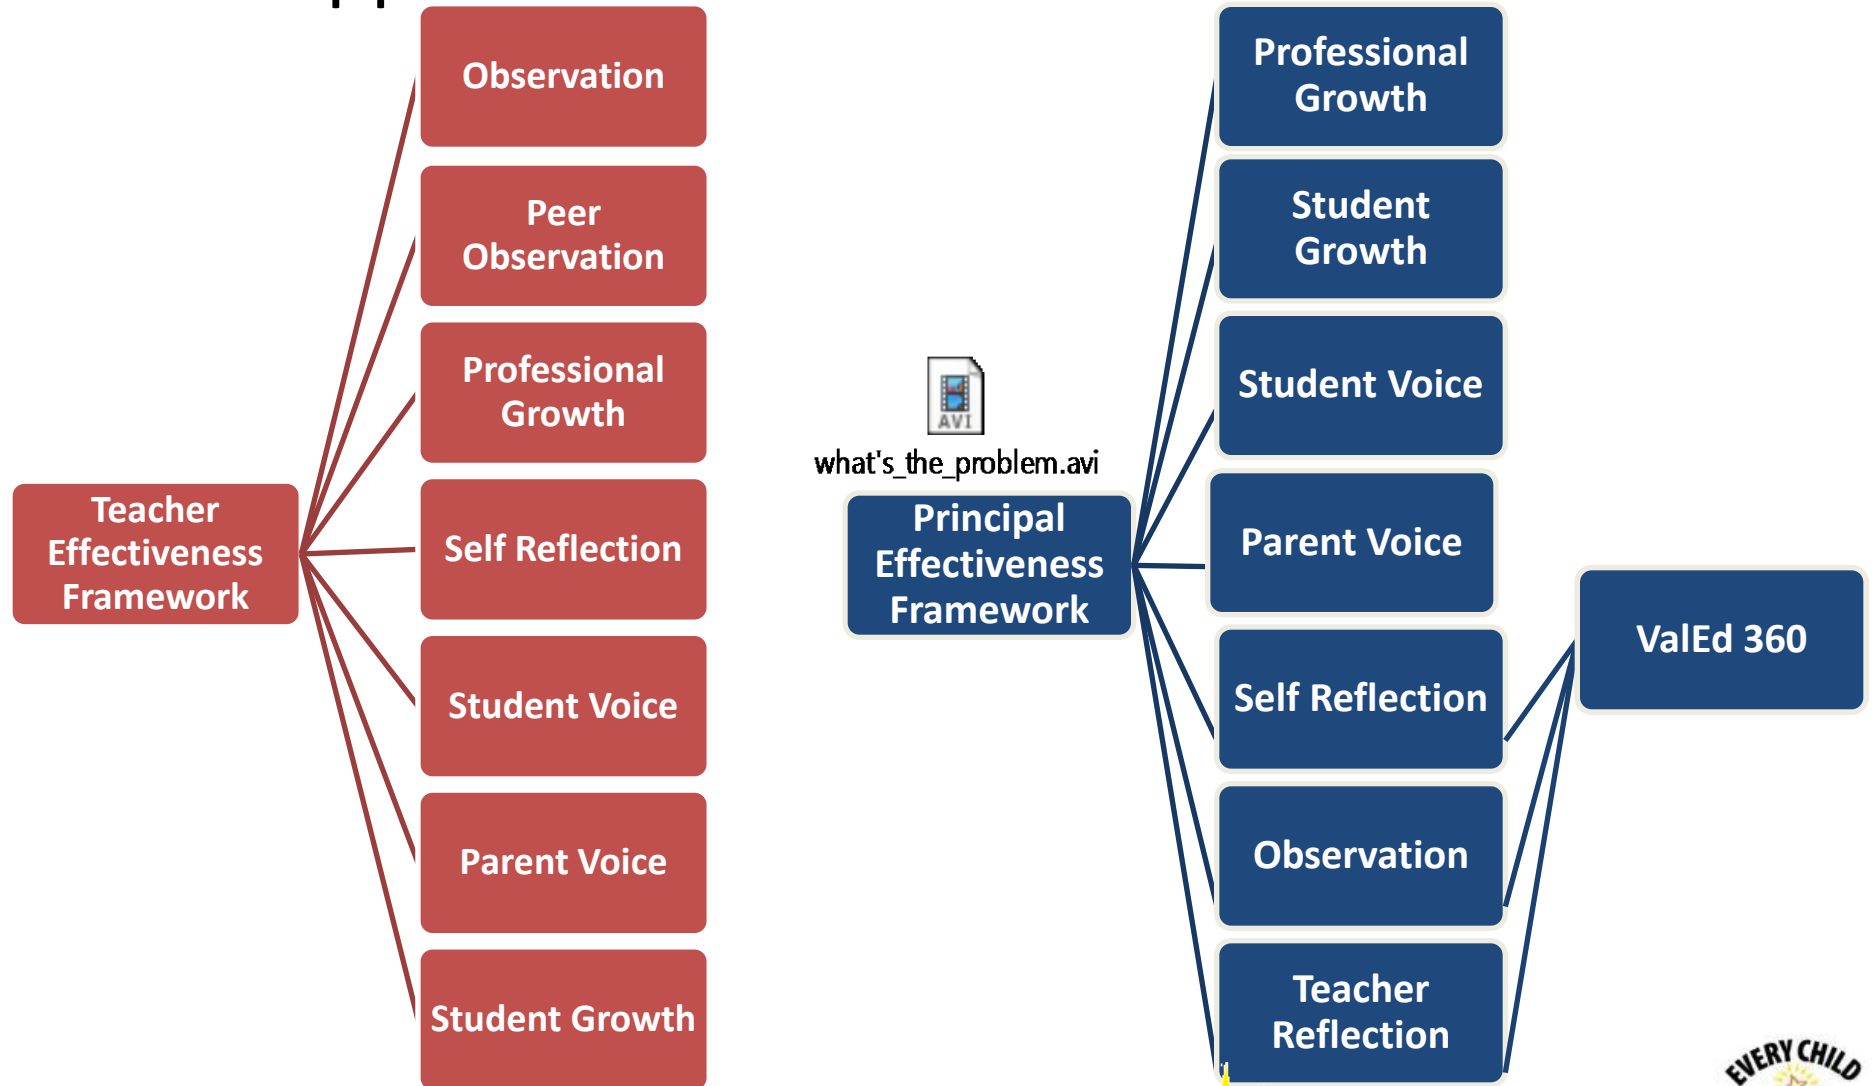 Observation
Peer
Observation
Professional
Growth
Teacher
Effectiveness
Framework
Self Reflection
Student Voice
Parent Voice
Student Growth
what's_the_problem.avi
AVI
Principal
Effectiveness
Framework
Professional
Growth
Student
Growth
Student Voice
Parent Voice
Self Reflection
Observation
Teacher
Reflection
ValEd 360
EVERY CHILD